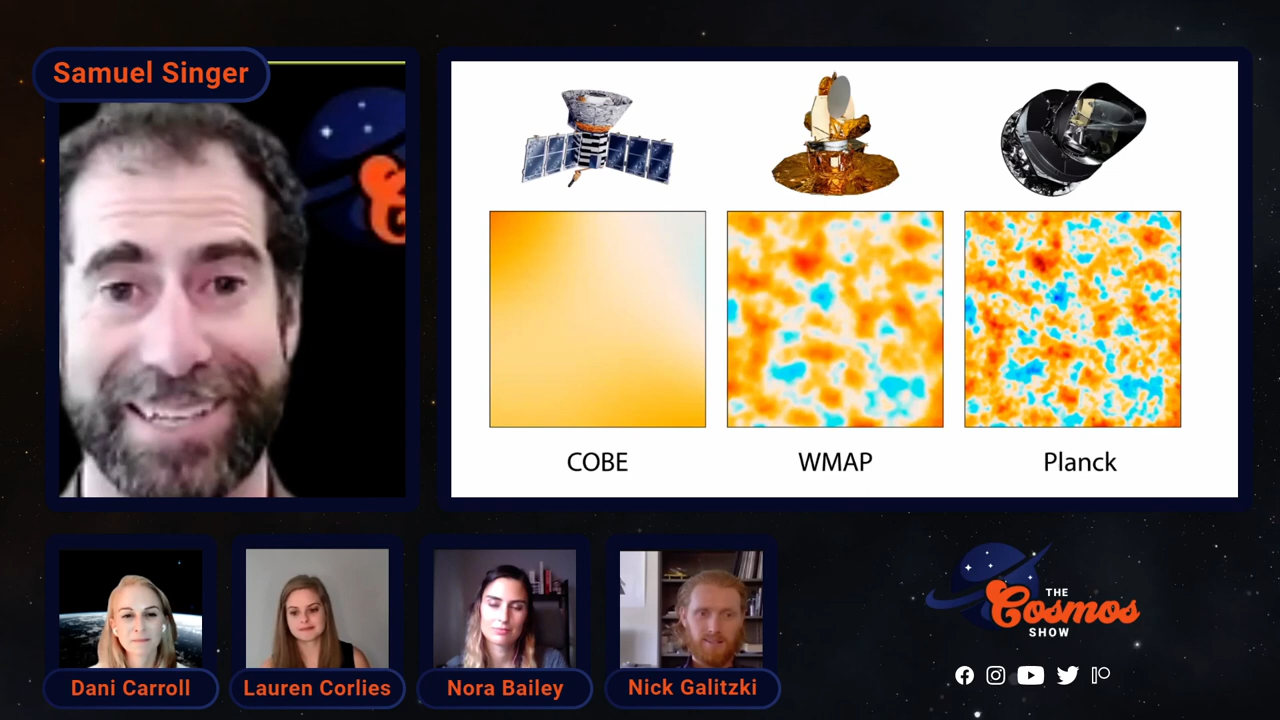 Samuel Singer
COBE
WMAP
Planck
Dani Carroll
Lauren Corlies
Nora Bailey
Nick Galitzki
THE
Cosmos
SHOW